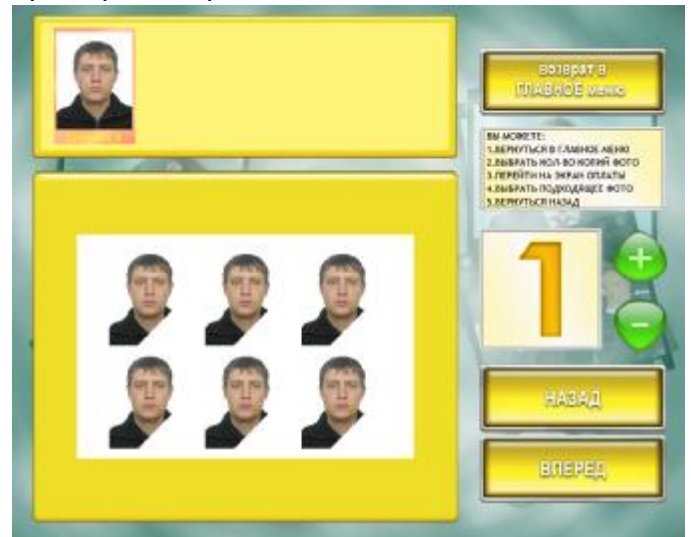 возврат в
ГЛАВНОЕ меню
ВЫ МОЖЕТЕ:
1.ВЕРНУТЬСЯ В ГЛАВНОЕ МЕНЮ
2.ВЫБРАТЬ КОЛ-ВО КОПИЙ ФОТО
3.ПЕРЕЙТИ НА ЭКРАН ОПЛАТЫ
4.ВЫБРАТЬ ПОДХОДЯЩЕЕ ФОТО
5.ВЕРНУТЬСЯ НАЗАД
1
+
-
НАЗАД
ВПЕРЕД